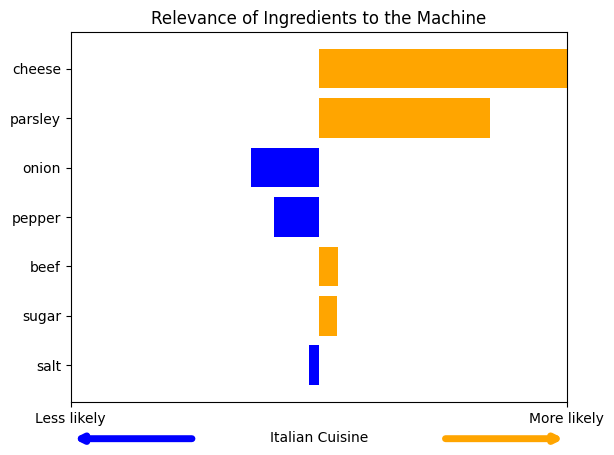 Relevance of Ingredients to the Machine
cheese
parsley
onion
pepper
beef
sugar
salt
Less likely
More likely
Italian Cuisine